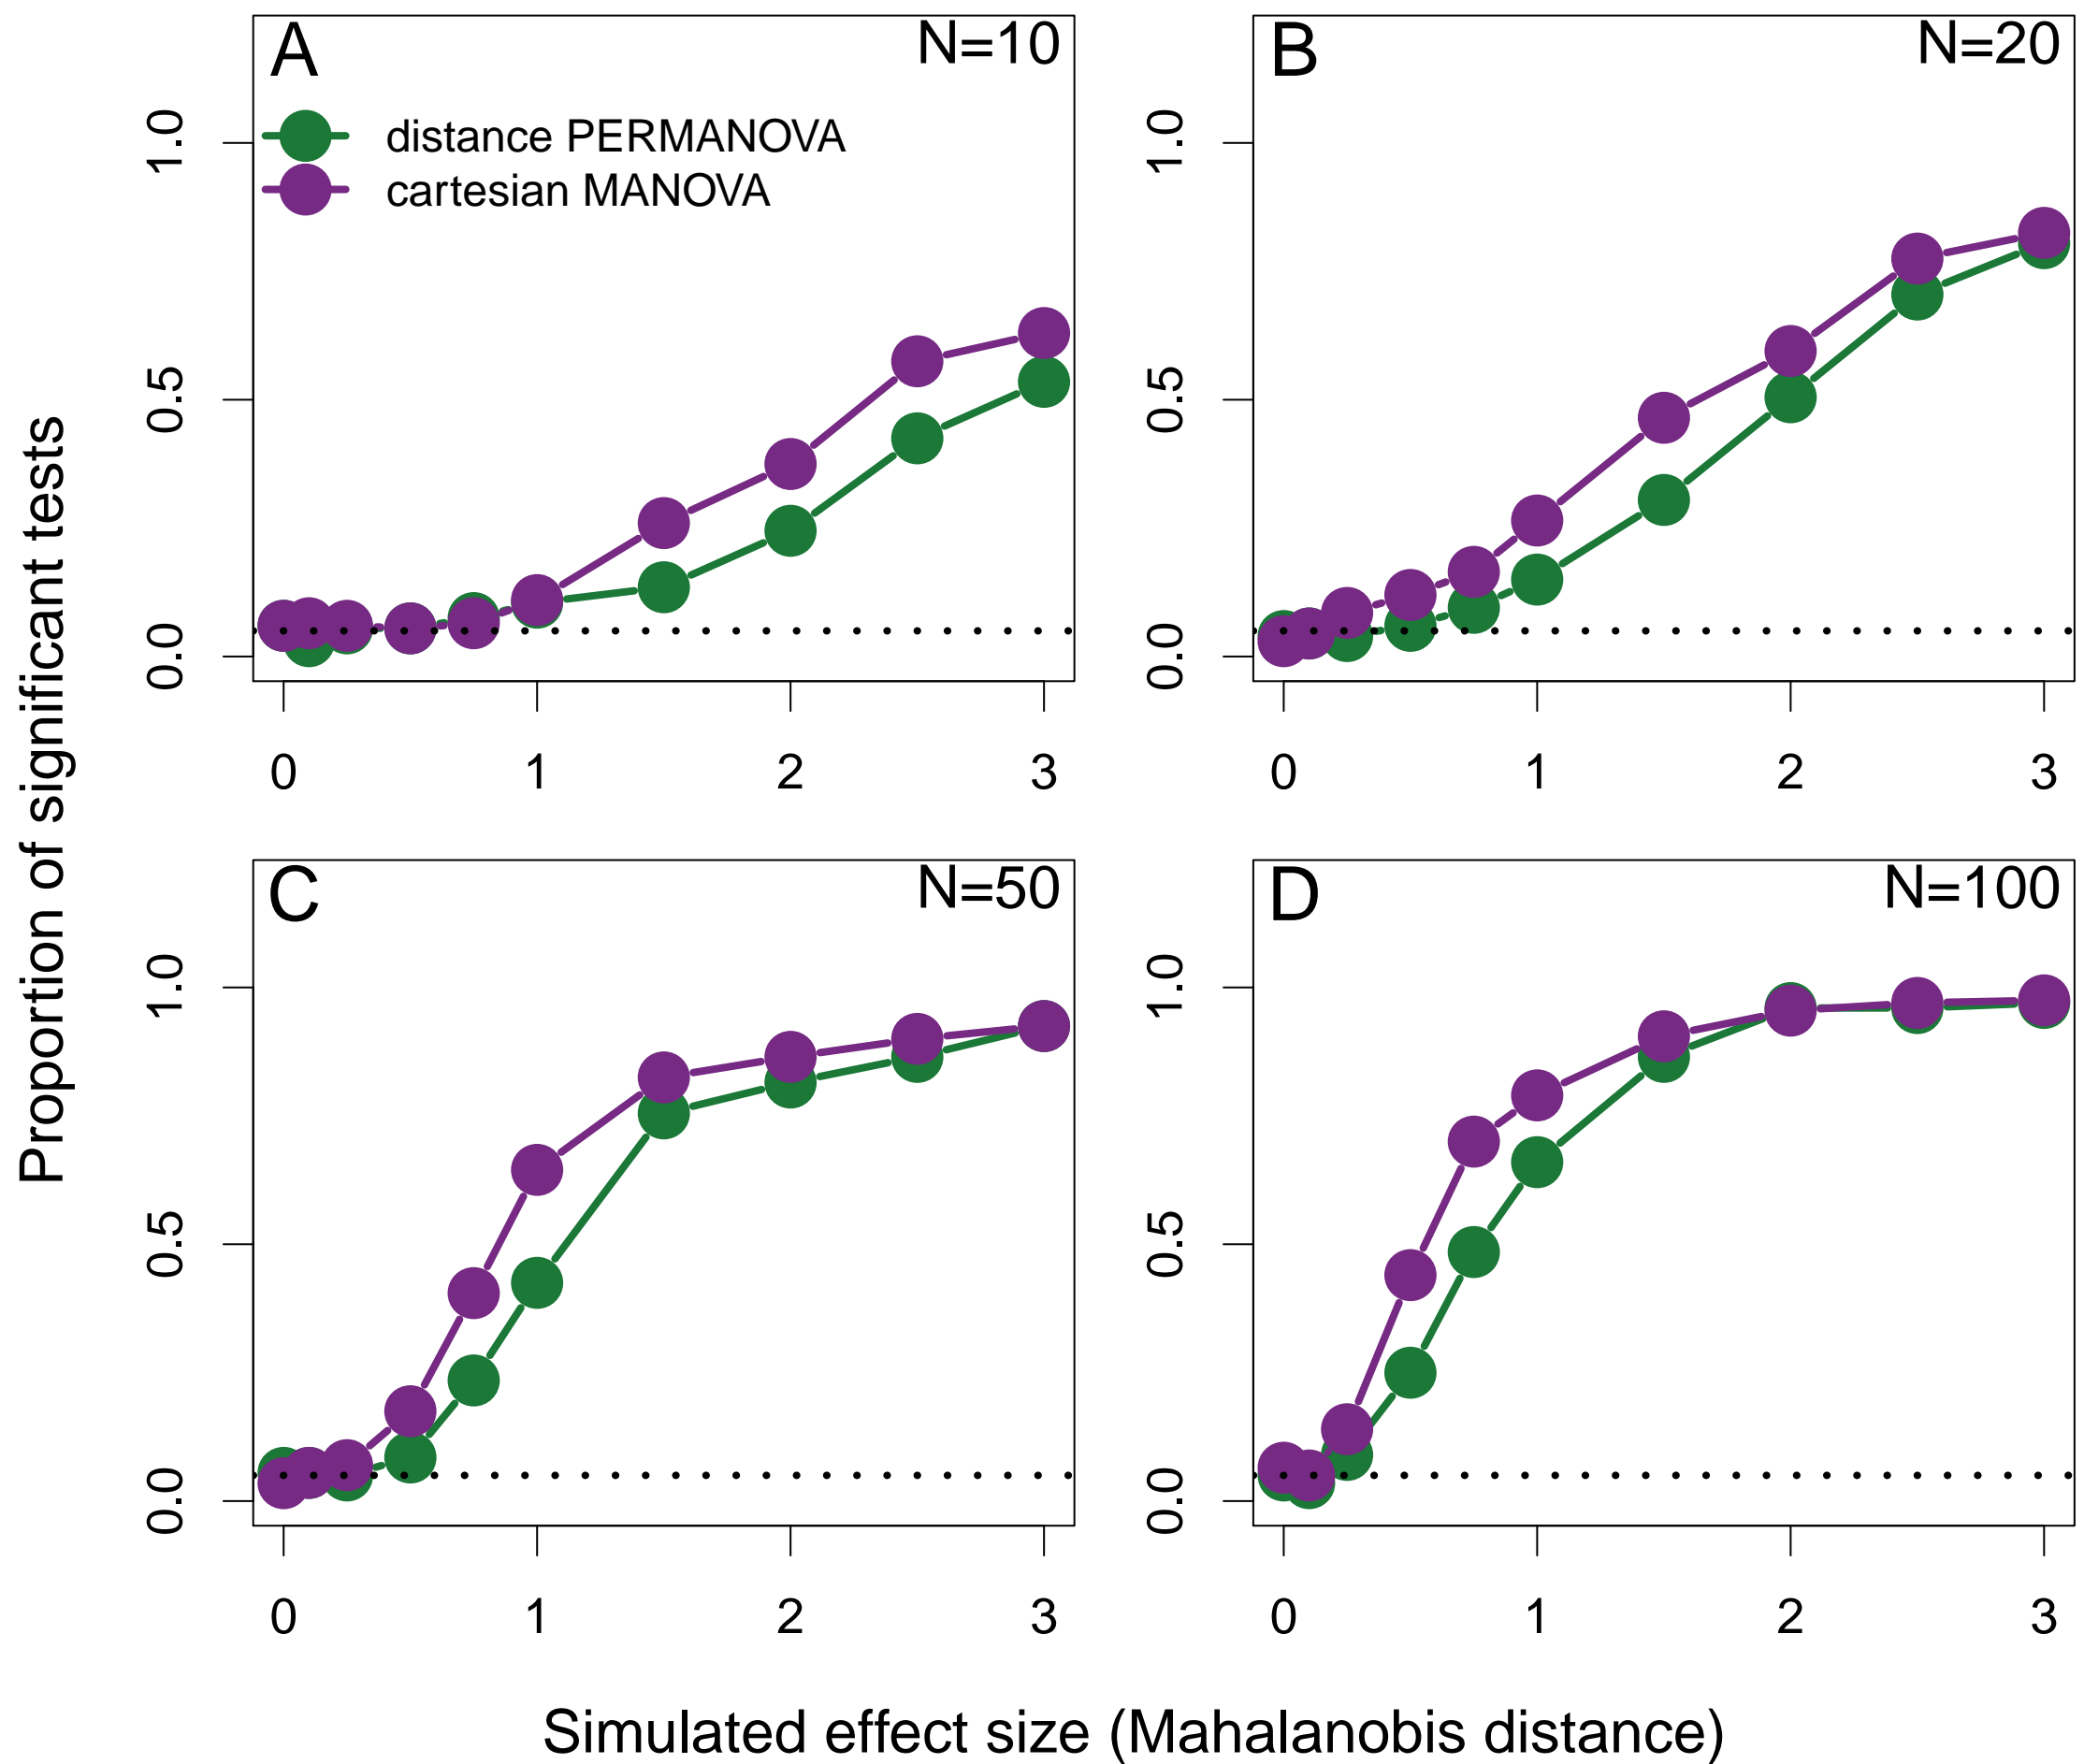 A
N=10
distance PERMANOVA
cartesian MANOVA
1.0
0.5
0.0
0 1 2 3
B
N=20
1.0
0.5
0.0
0 1 2 3
C
N=50
1.0
0.5
0.0
0 1 2 3
D
N=100
1.0
0.5
0.0
0 1 2 3
Proportion of significant tests
Simulated effect size (Mahalanobis distance)